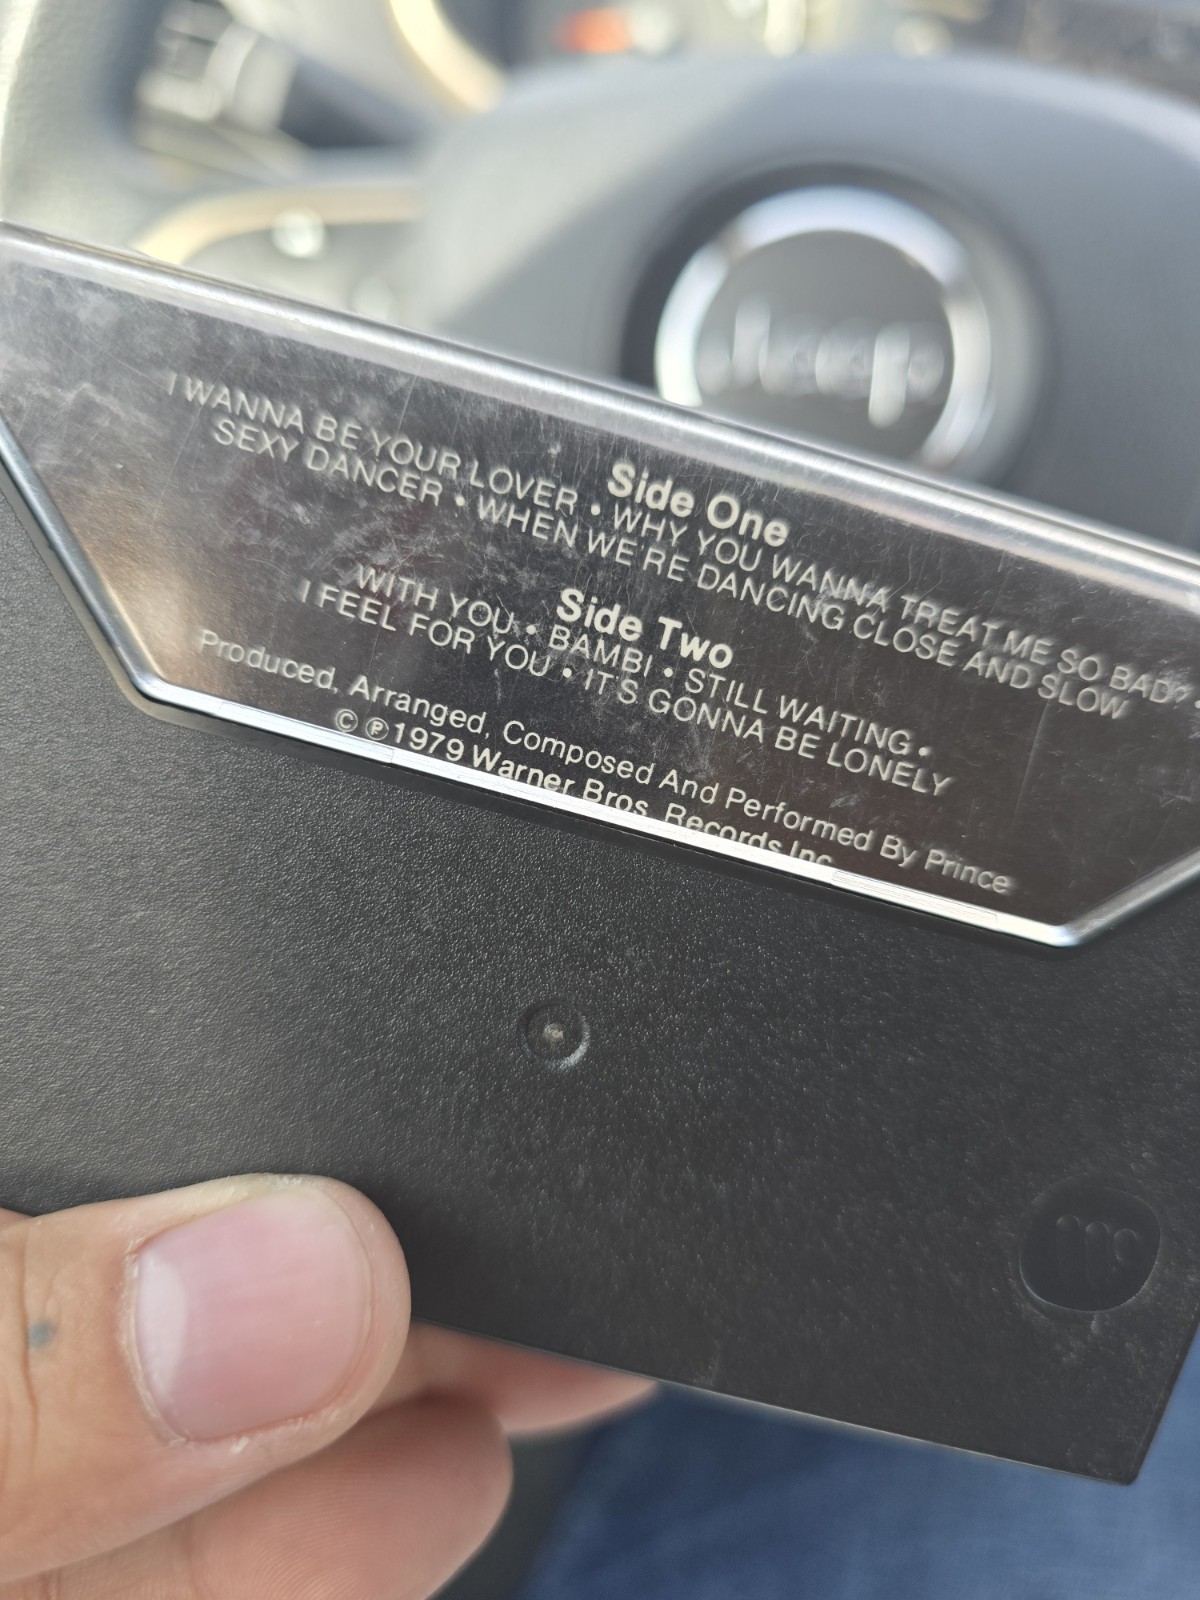 Jeep
Side One
I WANNA BE YOUR LOVER • WHY YOU WANNA TREAT ME SO BAD? •
SEXY DANCER • WHEN WE'RE DANCING CLOSE AND SLOW
Side Two
WITH YOU • BAMBI • STILL WAITING •
I FEEL FOR YOU • IT'S GONNA BE LONELY
Produced, Arranged, Composed And Performed By Prince
© ℗ 1979 Warner Bros. Records Inc.